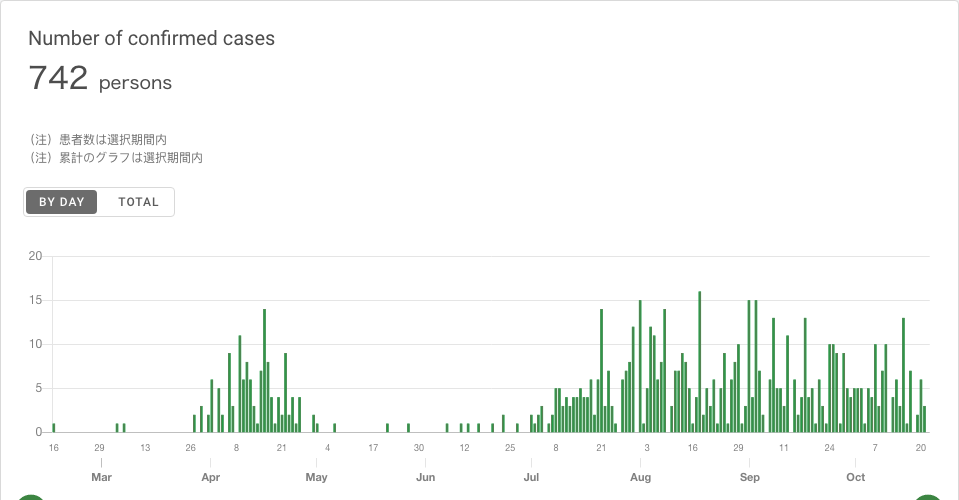 Number of confirmed cases
742 persons
（注）患者数は選択期間内
（注）累計のグラフは選択期間内
BY DAY TOTAL
20
15
10
5
0
16 29 13 26 8 21 4 17 30 12 25 8 21 3 16 29 11 24 7 20
Mar Apr May Jun Jul Aug Sep Oct